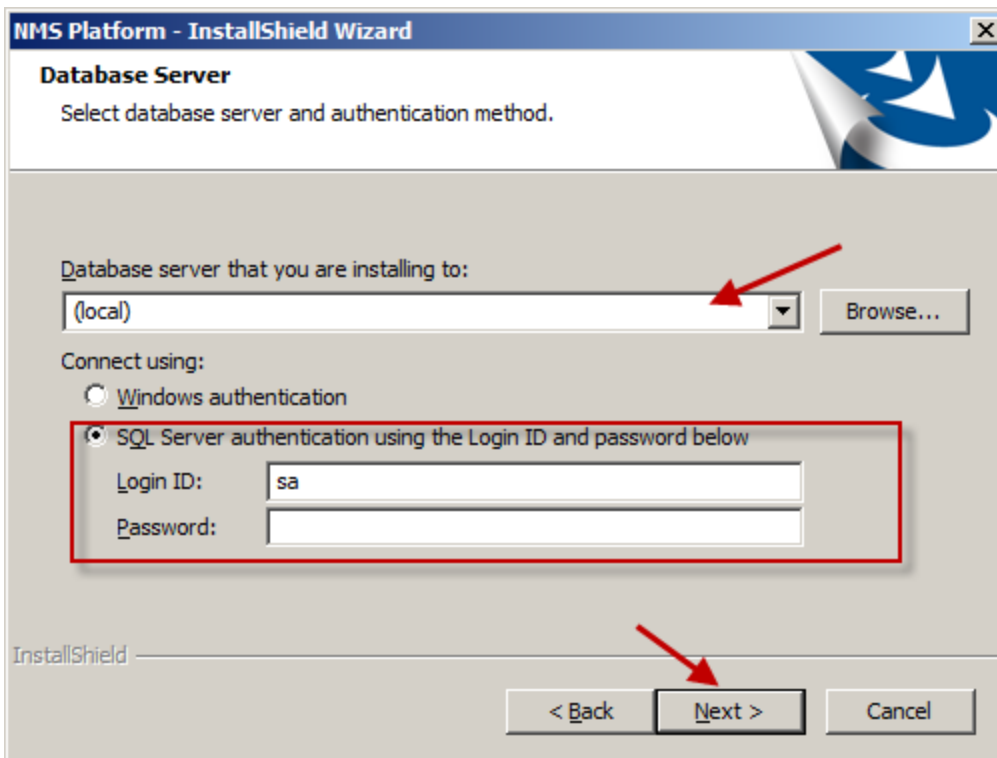 NMS Platform - InstallShield Wizard
Database Server
Select database server and authentication method.
Database server that you are installing to:
(local)
Browse...
Connect using:
Windows authentication
SQL Server authentication using the Login ID and password below
Login ID: sa
Password:
InstallShield
< Back Next > Cancel